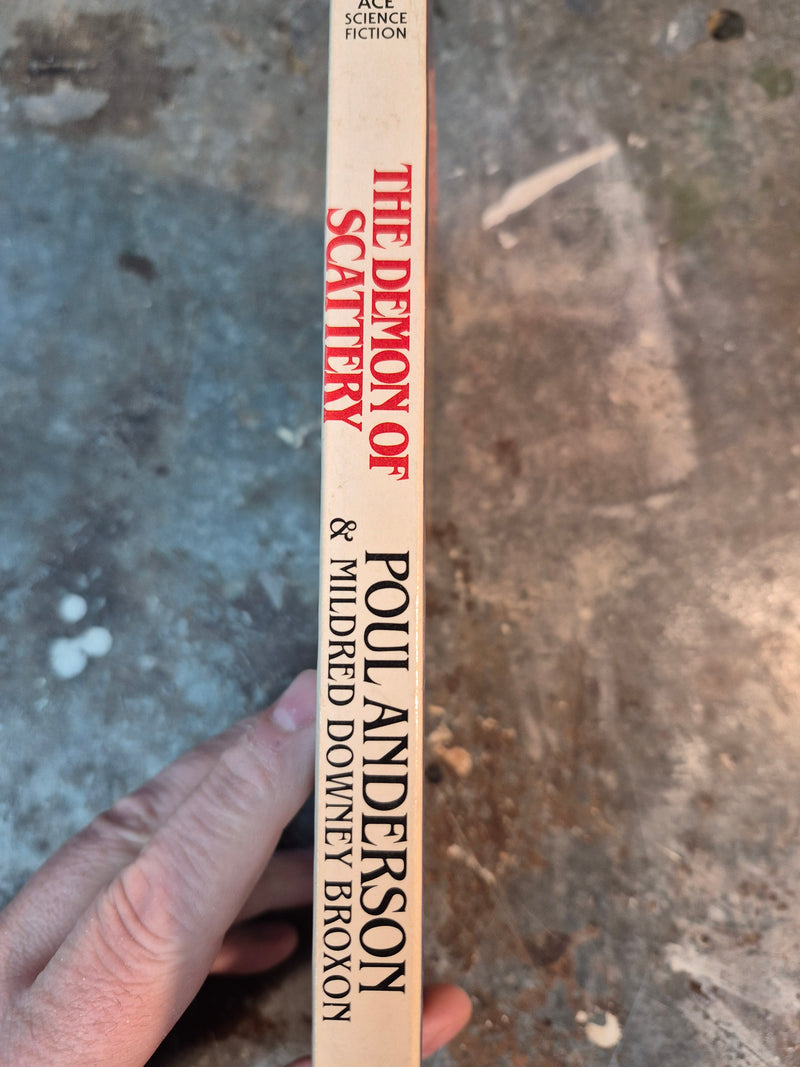 ACE
SCIENCE
FICTION
THE DEMON OF
SCATTERY
POUL ANDERSON
& MILDRED DOWNEY BROXON